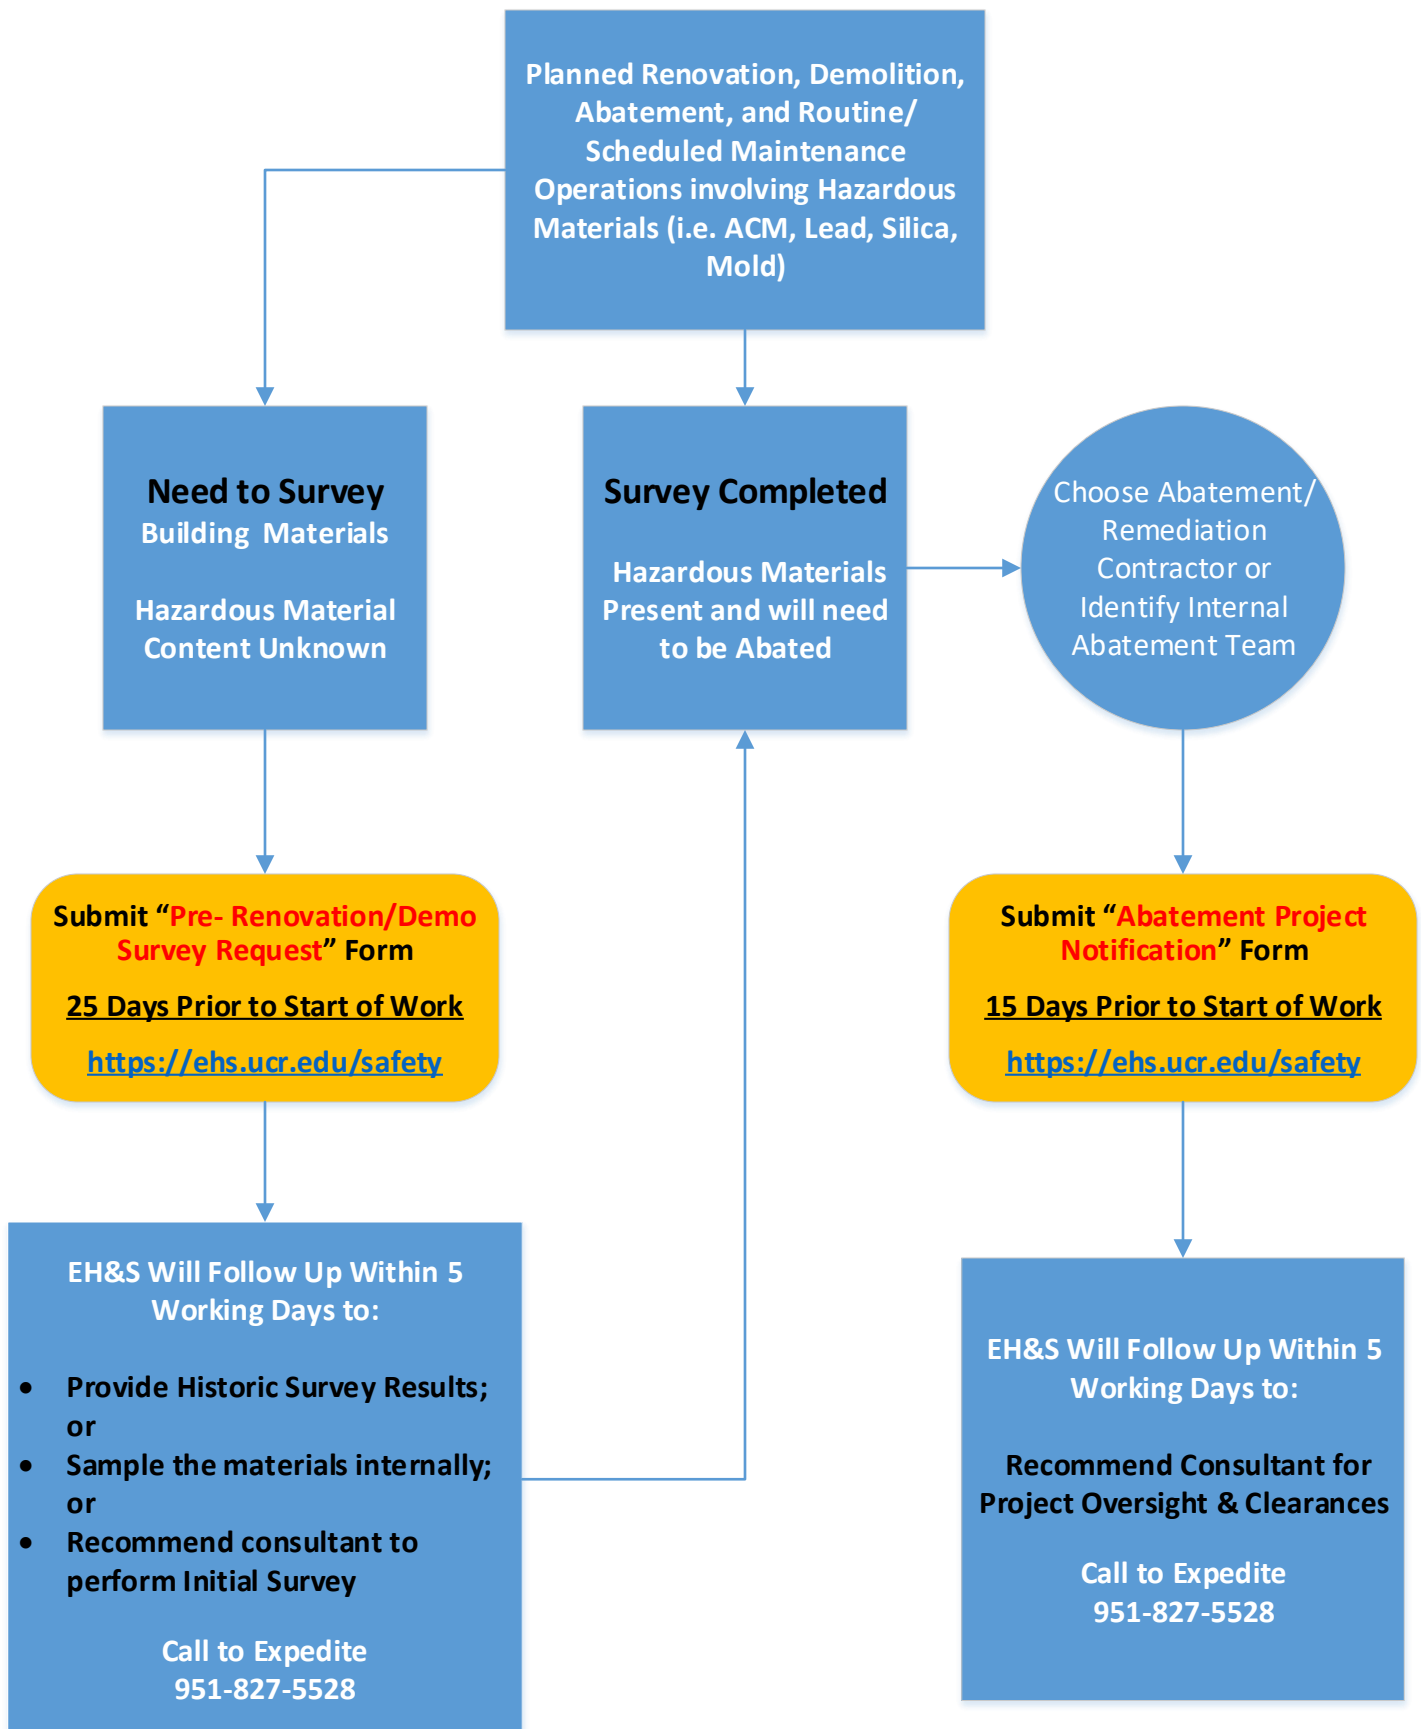 Planned Renovation, Demolition,
Abatement, and Routine/
Scheduled Maintenance
Operations involving Hazardous
Materials (i.e. ACM, Lead, Silica,
Mold)
Need to Survey
Building Materials
Hazardous Material
Content Unknown
Survey Completed
Hazardous Materials
Present and will need
to be Abated
Choose Abatement/
Remediation
Contractor or
Identify Internal
Abatement Team
Submit “Pre- Renovation/Demo
Survey Request” Form
25 Days Prior to Start of Work
https://ehs.ucr.edu/safety
Submit “Abatement Project
Notification” Form
15 Days Prior to Start of Work
https://ehs.ucr.edu/safety
EH&S Will Follow Up Within 5
Working Days to:
• Provide Historic Survey Results;
or
• Sample the materials internally;
or
• Recommend consultant to
perform Initial Survey
Call to Expedite
951-827-5528
EH&S Will Follow Up Within 5
Working Days to:
Recommend Consultant for
Project Oversight & Clearances
Call to Expedite
951-827-5528